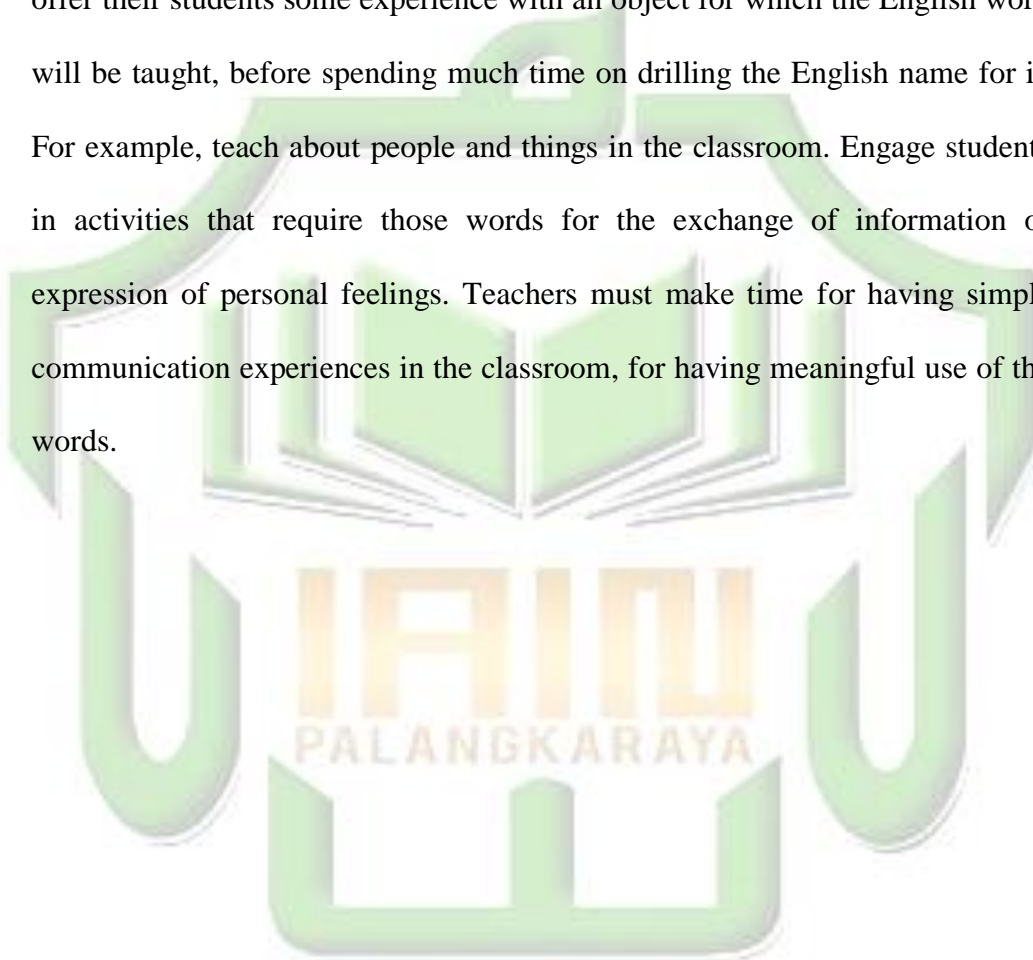 offer their students some experience with an object for which the English wor
will be taught, before spending much time on drilling the English name for i
For example, teach about people and things in the classroom. Engage student
in activities that require those words for the exchange of information o
expression of personal feelings. Teachers must make time for having simpl
communication experiences in the classroom, for having meaningful use of th
words.
IAIN
PALANGKARAYA